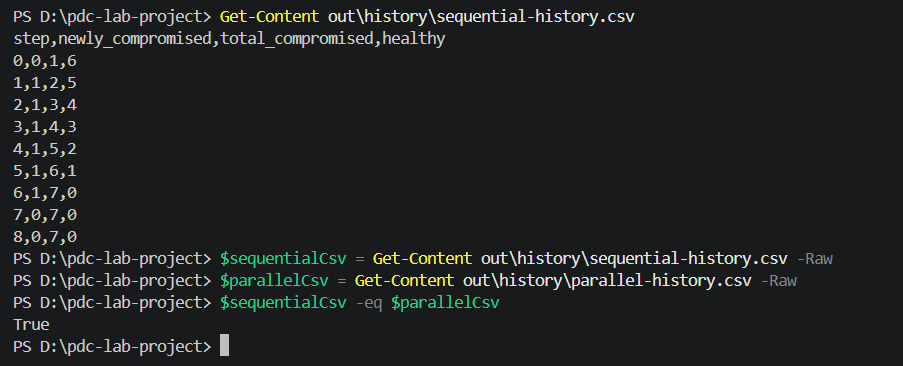 PS D:\pdc-lab-project> Get-Content out\history\sequential-history.csv
step,newly_compromised,total_compromised,healthy
0,0,1,6
1,1,2,5
2,1,3,4
3,1,4,3
4,1,5,2
5,1,6,1
6,1,7,0
7,0,7,0
8,0,7,0
PS D:\pdc-lab-project> $sequentialCsv = Get-Content out\history\sequential-history.csv -Raw
PS D:\pdc-lab-project> $parallelCsv = Get-Content out\history\parallel-history.csv -Raw
PS D:\pdc-lab-project> $sequentialCsv -eq $parallelCsv
True
PS D:\pdc-lab-project>